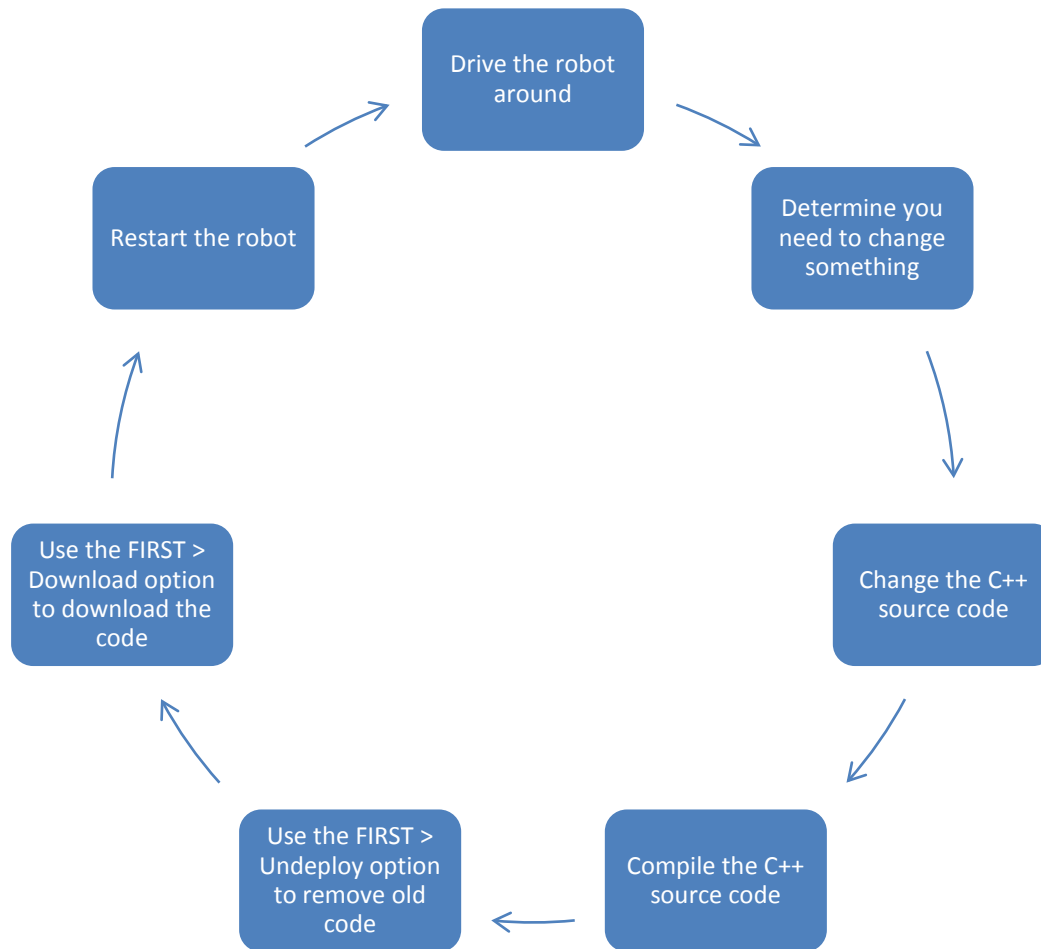 Drive the robot
around
Determine you
need to change
something
Change the C++
source code
Compile the C++
source code
Use the FIRST >
Undeploy option
to remove old
code
Use the FIRST >
Download option
to download the
code
Restart the robot